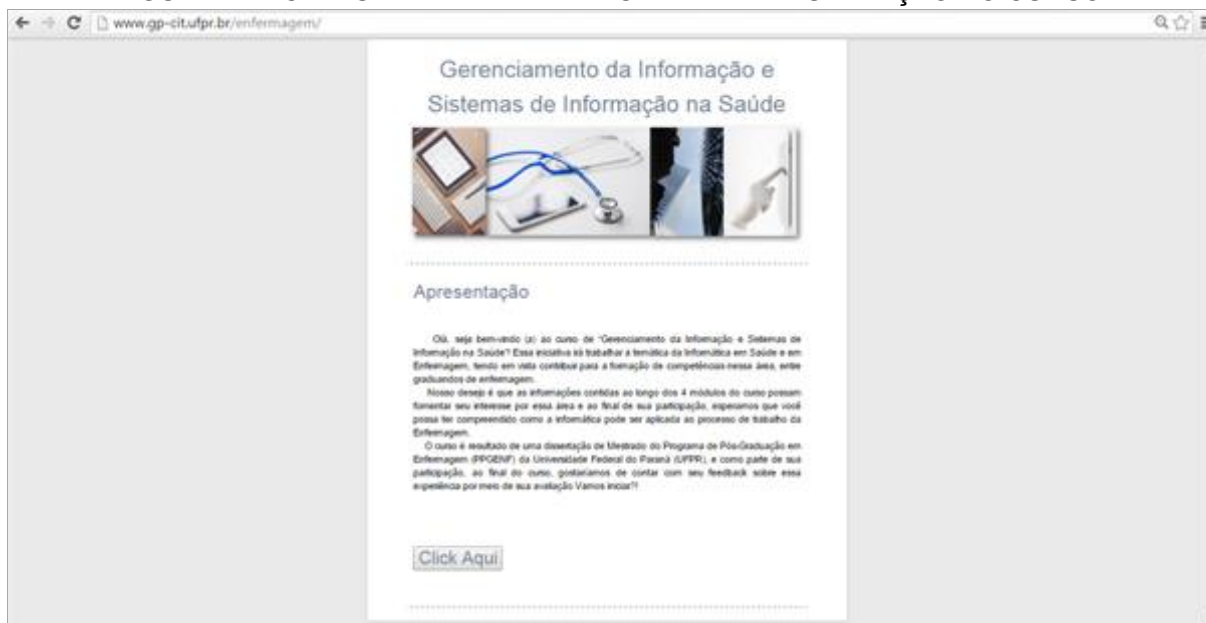 www.gp-cit.ufpr.br/enfermagem/
Gerenciamento da Informação e
Sistemas de Informação na Saúde
Apresentação
Olá, seja bem-vindo (a) ao curso de "Gerenciamento da Informação e Sistemas de
Informação na Saúde"! Essa iniciativa irá trabalhar a temática da Informática em Saúde e em
Enfermagem, tendo em vista contribuir para a formação de competências nessa área, entre
graduandos de enfermagem.
Nosso desejo é que as informações contidas ao longo dos 4 módulos do curso possam
fomentar seu interesse por essa área e ao final de sua participação, esperamos que você
possa ter compreendido como a informática pode ser aplicada ao processo de trabalho da
Enfermagem.
O curso é resultado de uma dissertação de Mestrado do Programa de Pós-Graduação em
Enfermagem (PPGENF) da Universidade Federal do Paraná (UFPR), e como parte de sua
participação, ao final do curso, gostaríamos de contar com seu feedback sobre essa
experiência por meio de sua avaliação Vamos iniciar?!
Click Aqui